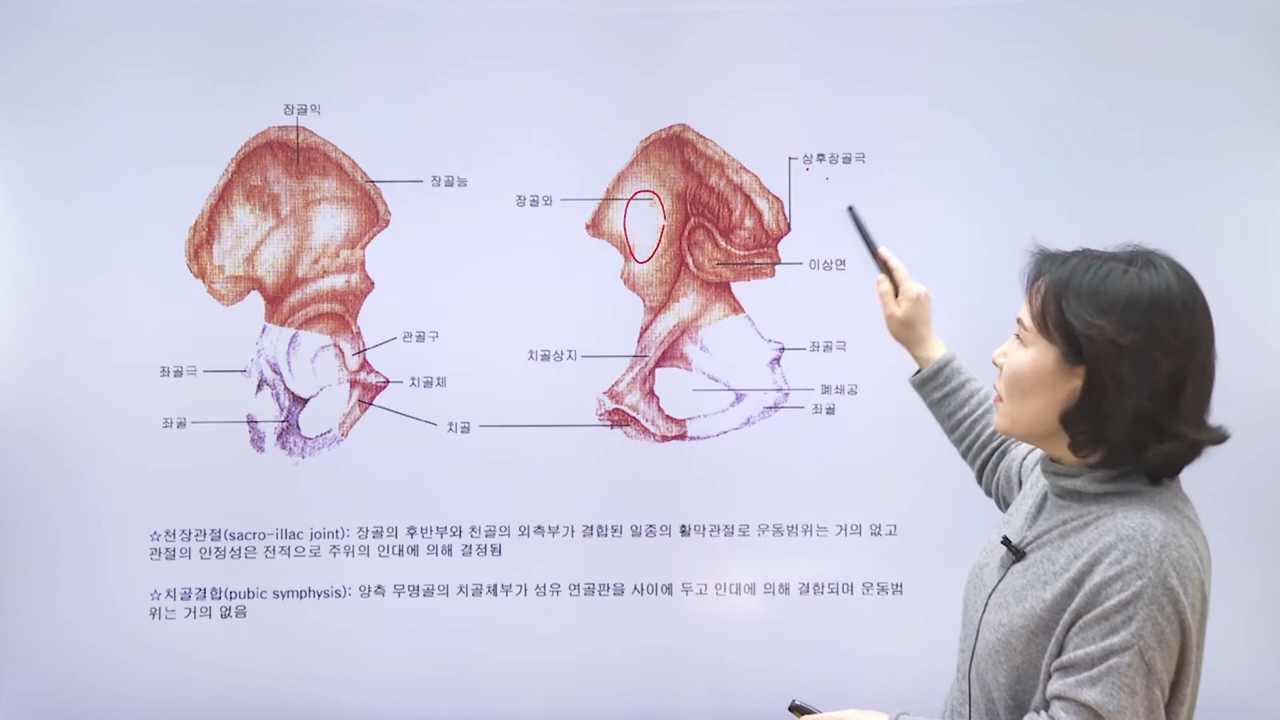 장골익
장골능
상후장골극
장골와
이상면
관골구
치골상지
좌골극
좌골극
치골체
폐쇄공
좌골
좌골
치골
☆천장관절(sacro-illac joint): 장골의 후반부와 천골의 외측부가 결합된 일종의 활막관절로 운동범위는 거의 없고
관절의 안정성은 전적으로 주위의 인대에 의해 결정됨
☆치골결합(pubic symphysis): 양측 무명골의 치골체부가 섬유 연골판을 사이에 두고 인대에 의해 결합되며 운동범
위는 거의 없음